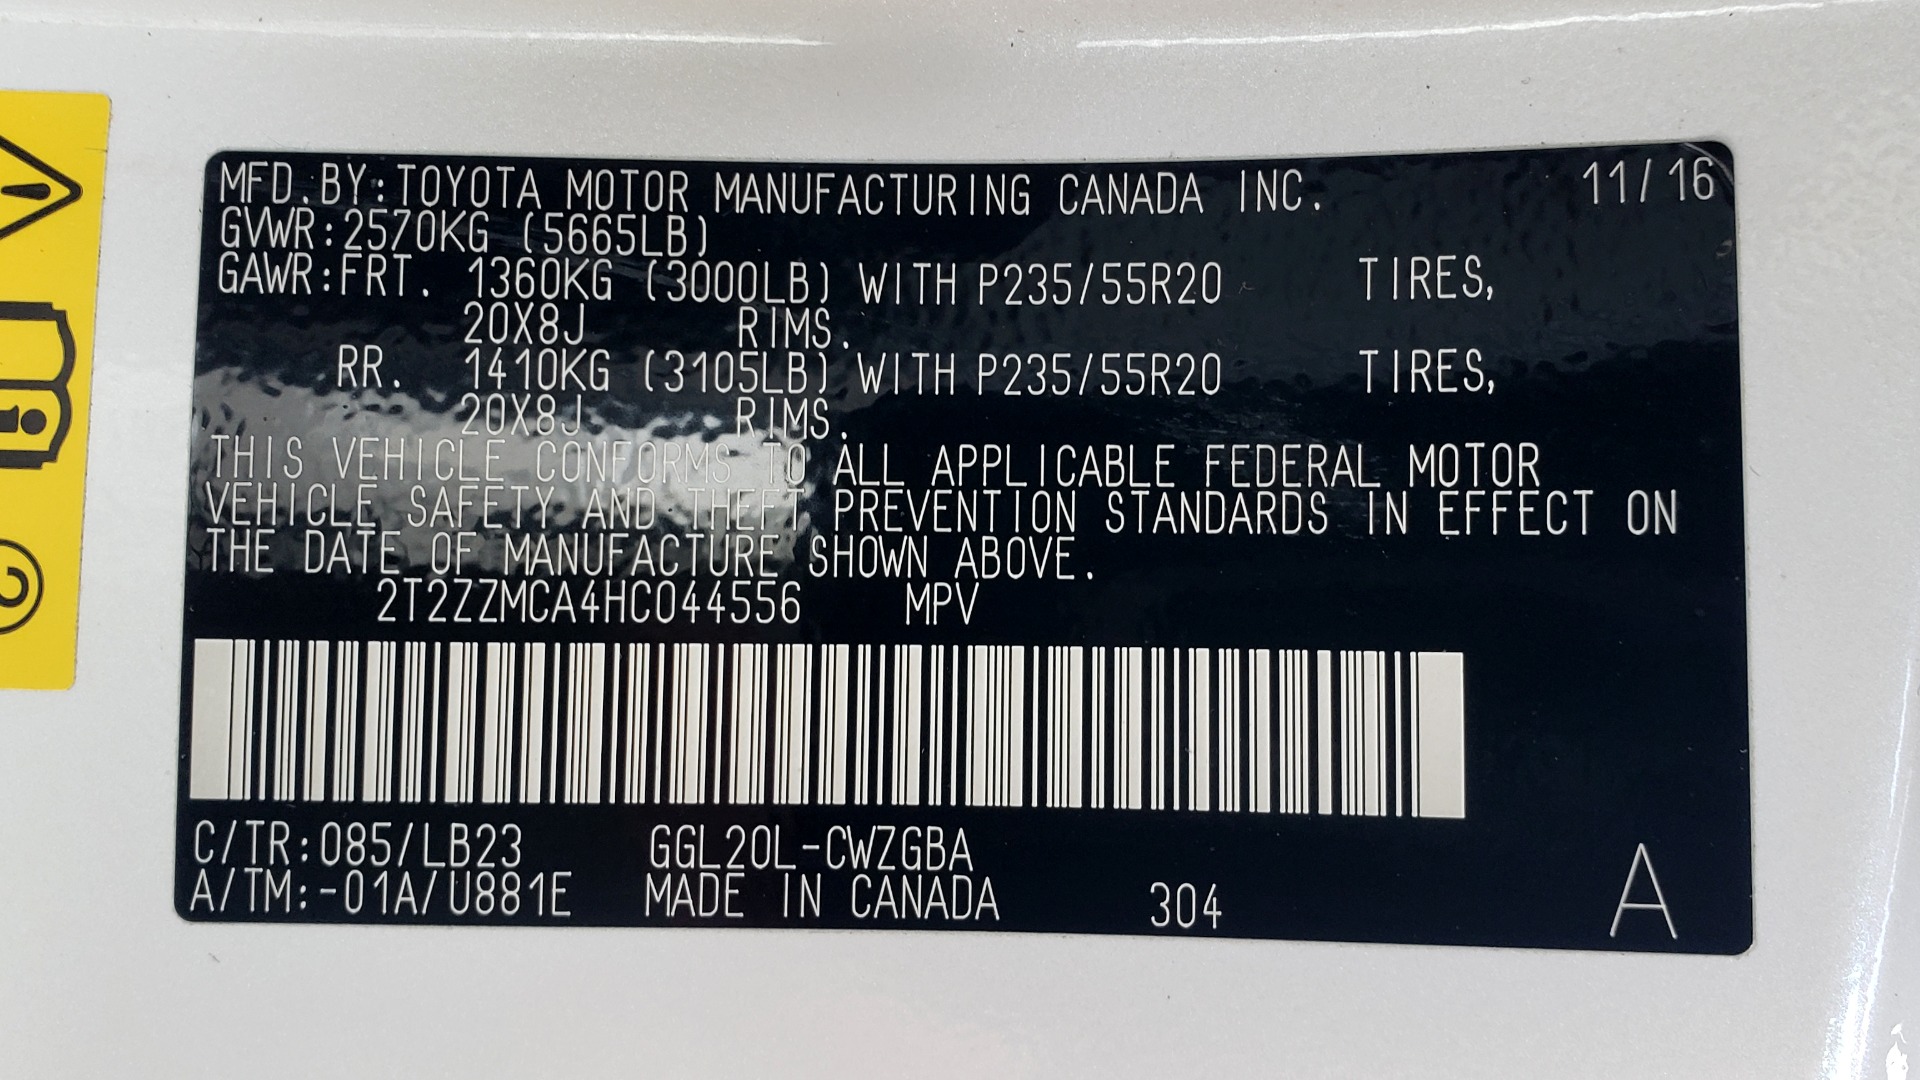 MFD.BY:TOYOTA MOTOR MANUFACTURING CANADA INC. 11/16
GVWR:2570KG (5665LB)
GAWR:FRT. 1360KG (3000LB) WITH P235/55R20 TIRES,
20X8J RIMS.
RR. 1410KG (3105LB) WITH P235/55R20 TIRES,
20X8J RIMS.
THIS VEHICLE CONFORMS TO ALL APPLICABLE FEDERAL MOTOR
VEHICLE SAFETY AND THEFT PREVENTION STANDARDS IN EFFECT ON
THE DATE OF MANUFACTURE SHOWN ABOVE.
2T2ZZMCA4HC044556 MPV
C/TR:085/LB23 GGL20L-CWZGBA
A/TM:-01A/U881E MADE IN CANADA 304 A